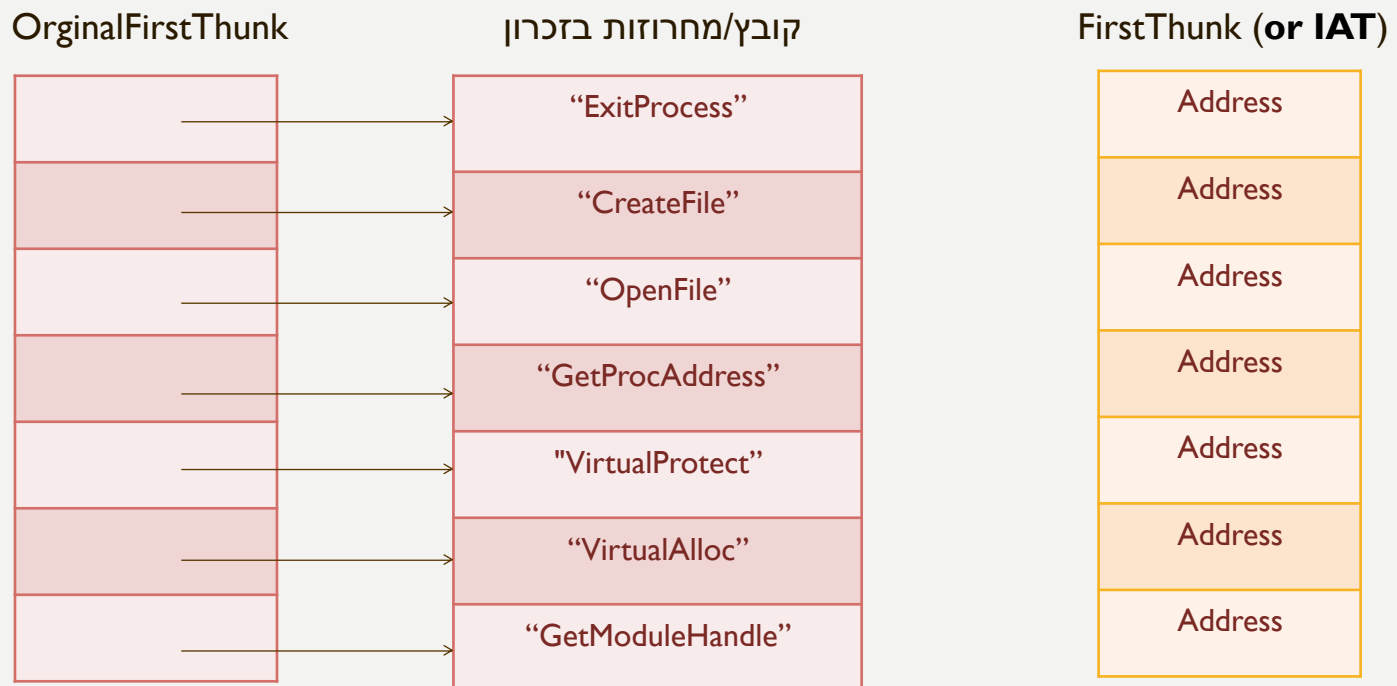 OrginalFirstThunk
קובץ/מחרוזות בזכרון
FirstThunk (or IAT)
“ExitProcess”
Address
“CreateFile”
Address
“OpenFile”
Address
“GetProcAddress”
Address
"VirtualProtect”
Address
“VirtualAlloc”
Address
“GetModuleHandle”
Address